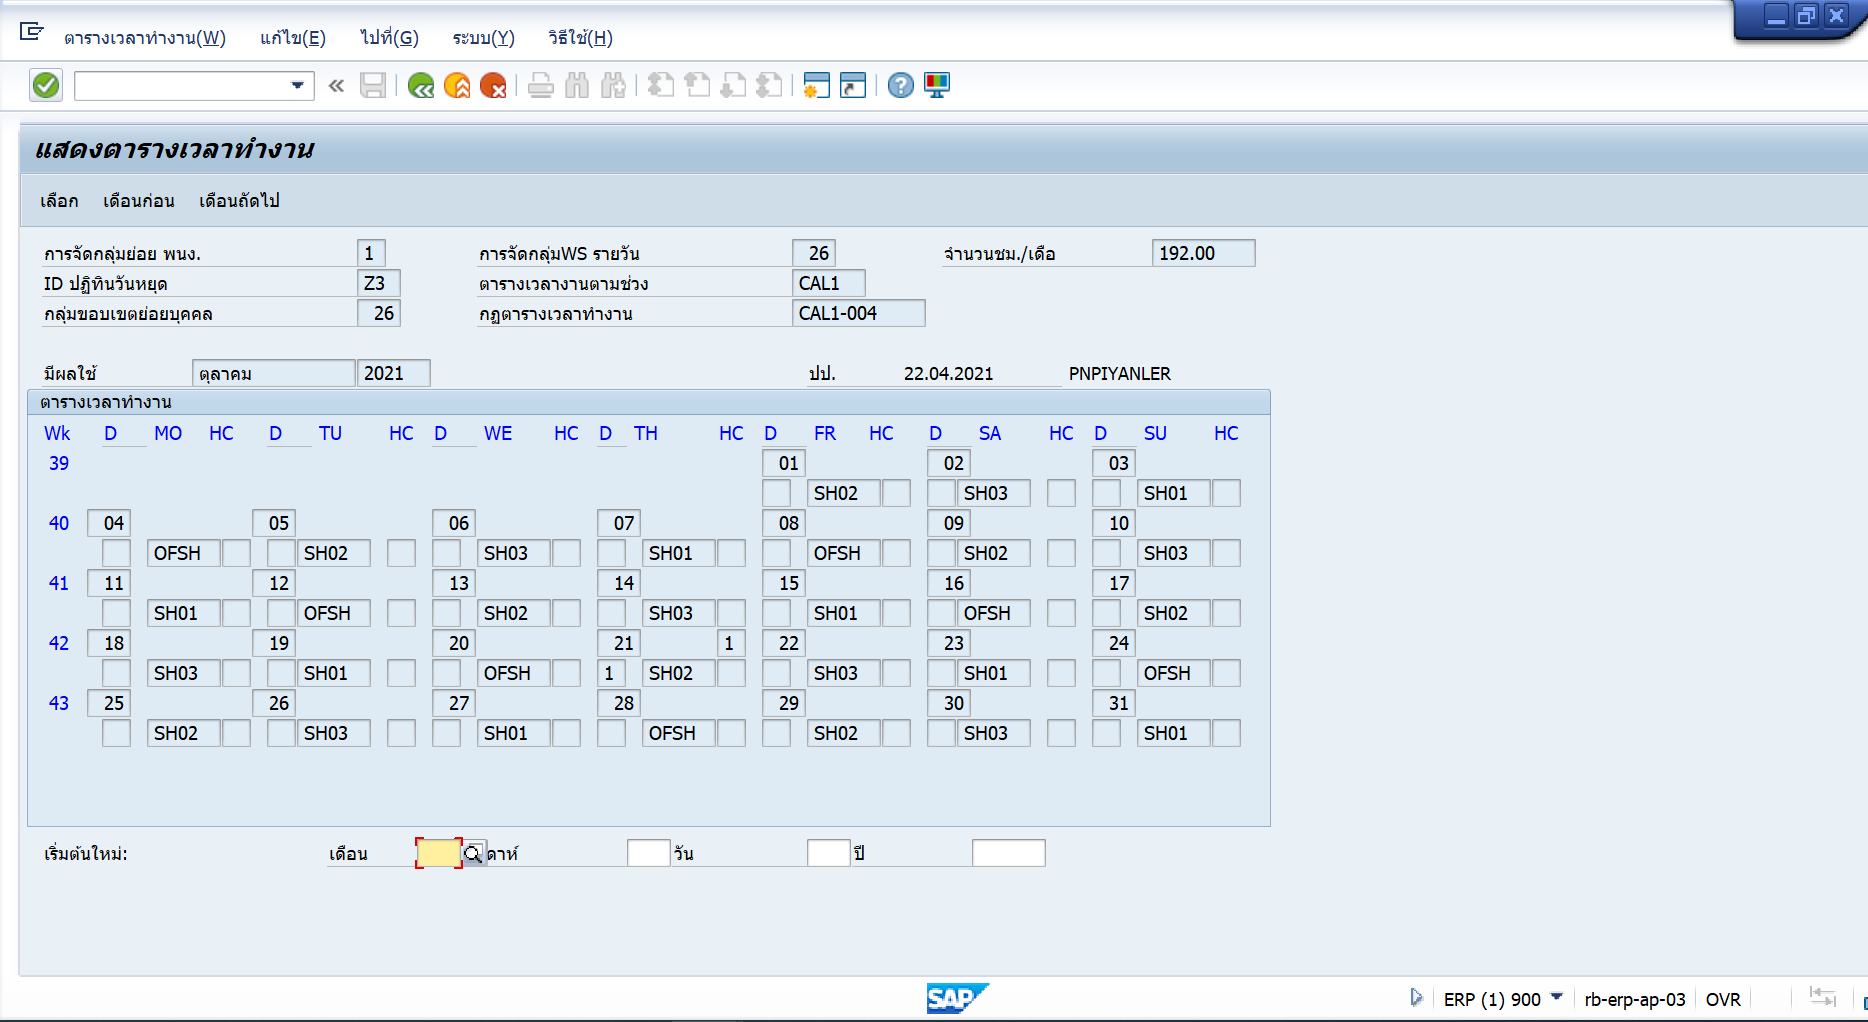 ตารางเวลาทำงาน(W) แก้ไข(E) ไปที่(G) ระบบ(Y) วิธีใช้(H)
แสดงตารางเวลาทำงาน
เลือก เดือนก่อน เดือนถัดไป
การจัดกลุ่มย่อย พนง. 1 การจัดกลุ่มWS รายวัน 26 จำนวนชม./เดือ 192.00
ID ปฏิทินวันหยุด Z3 ตารางเวลางานตามช่วง CAL1
กลุ่มขอบเขตย่อยบุคคล 26 กฏตารางเวลาทำงาน CAL1-004
มีผลใช้ ตุลาคม 2021 ปป. 22.04.2021 PNPIYANLER
ตารางเวลาทำงาน
Wk D MO HC D TU HC D WE HC D TH HC D FR HC D SA HC D SU HC
39 01 02 03
SH02 SH03 SH01
40 04 05 06 07 08 09 10
OFSH SH02 SH03 SH01 OFSH SH02 SH03
41 11 12 13 14 15 16 17
SH01 OFSH SH02 SH03 SH01 OFSH SH02
42 18 19 20 21 1 22 23 24
SH03 SH01 OFSH 1 SH02 SH03 SH01 OFSH
43 25 26 27 28 29 30 31
SH02 SH03 SH01 OFSH SH02 SH03 SH01
เริ่มต้นใหม่: เดือน ดาห์ วัน ปี
SAP ERP (1) 900 rb-erp-ap-03 OVR